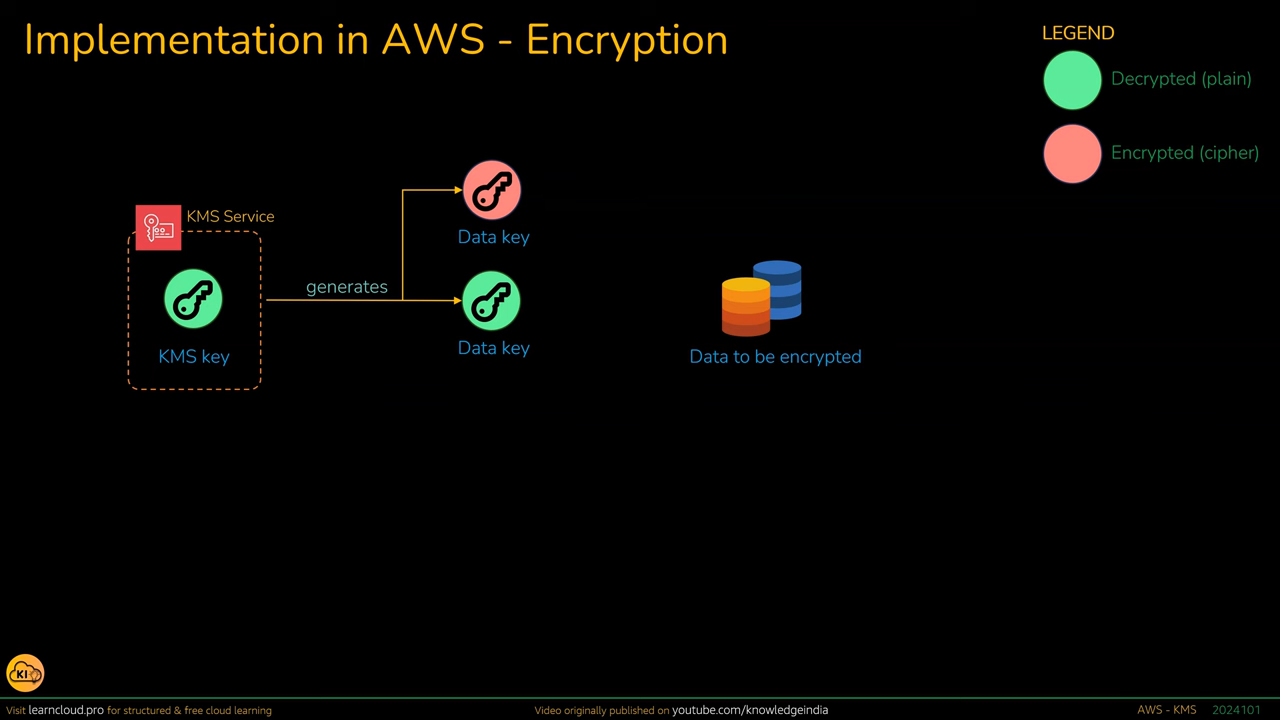 Implementation in AWS - Encryption
LEGEND
Decrypted (plain)
Encrypted (cipher)
KMS Service
KMS key
generates
Data key
Data key
Data to be encrypted
KI
Visit learncloud.pro for structured & free cloud learning
Video originally published on youtube.com/knowledgeindia
AWS - KMS
2024101